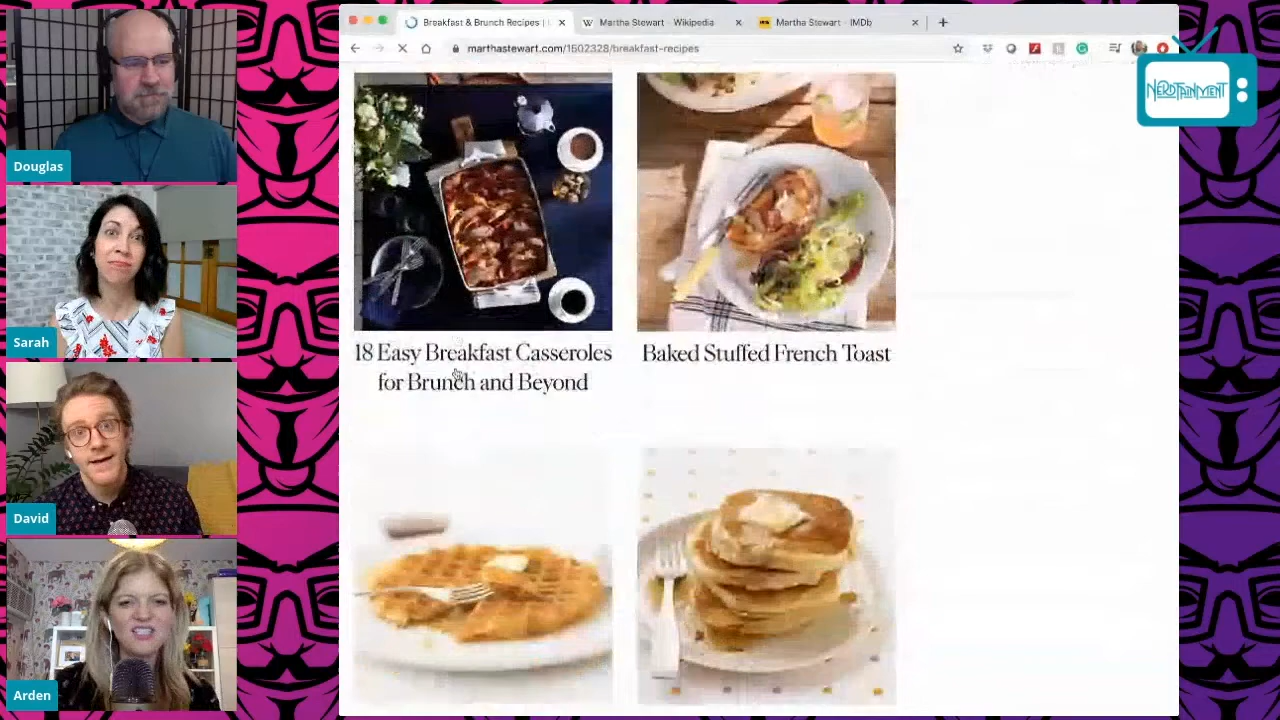 Breakfast & Brunch Recipes |
Martha Stewart - Wikipedia
Martha Stewart - IMDb
marthastewart.com/1502328/breakfast-recipes
NERDTAINMENT
Douglas
Sarah
David
Arden
18 Easy Breakfast Casseroles
for Brunch and Beyond
Baked Stuffed French Toast